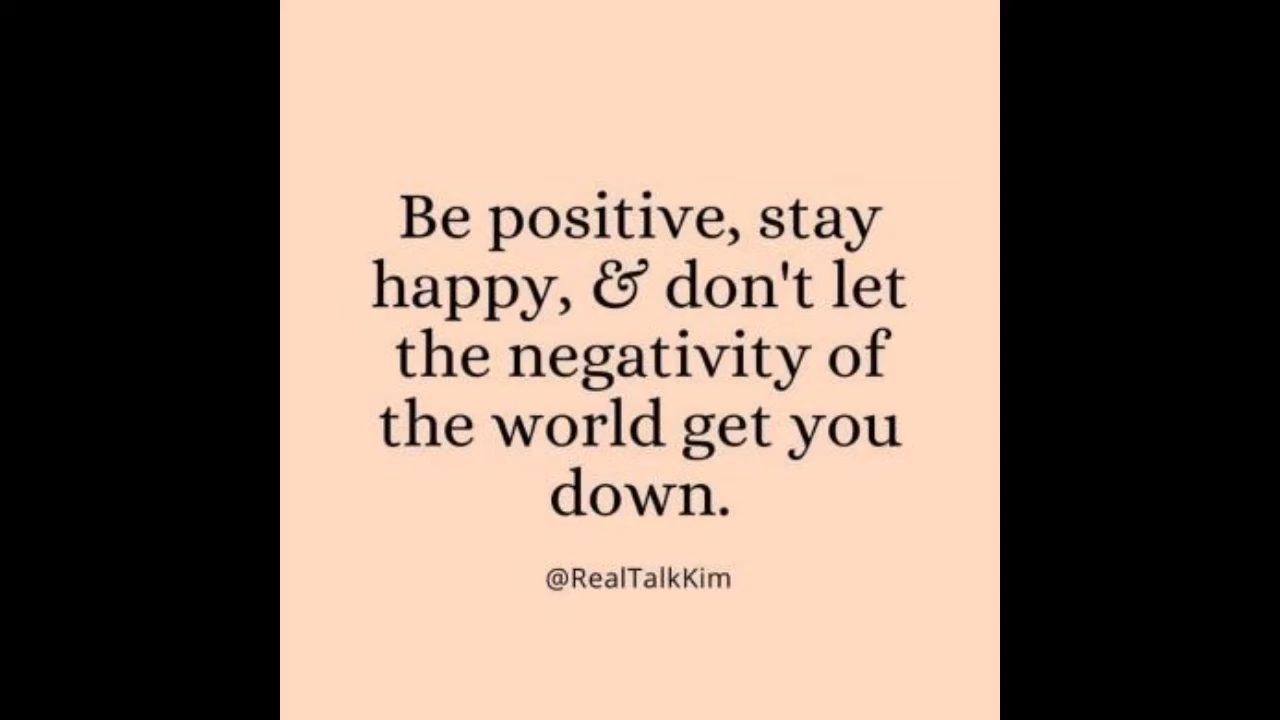 Be positive, stay
happy, & don't let
the negativity of
the world get you
down.
@RealTalkKim